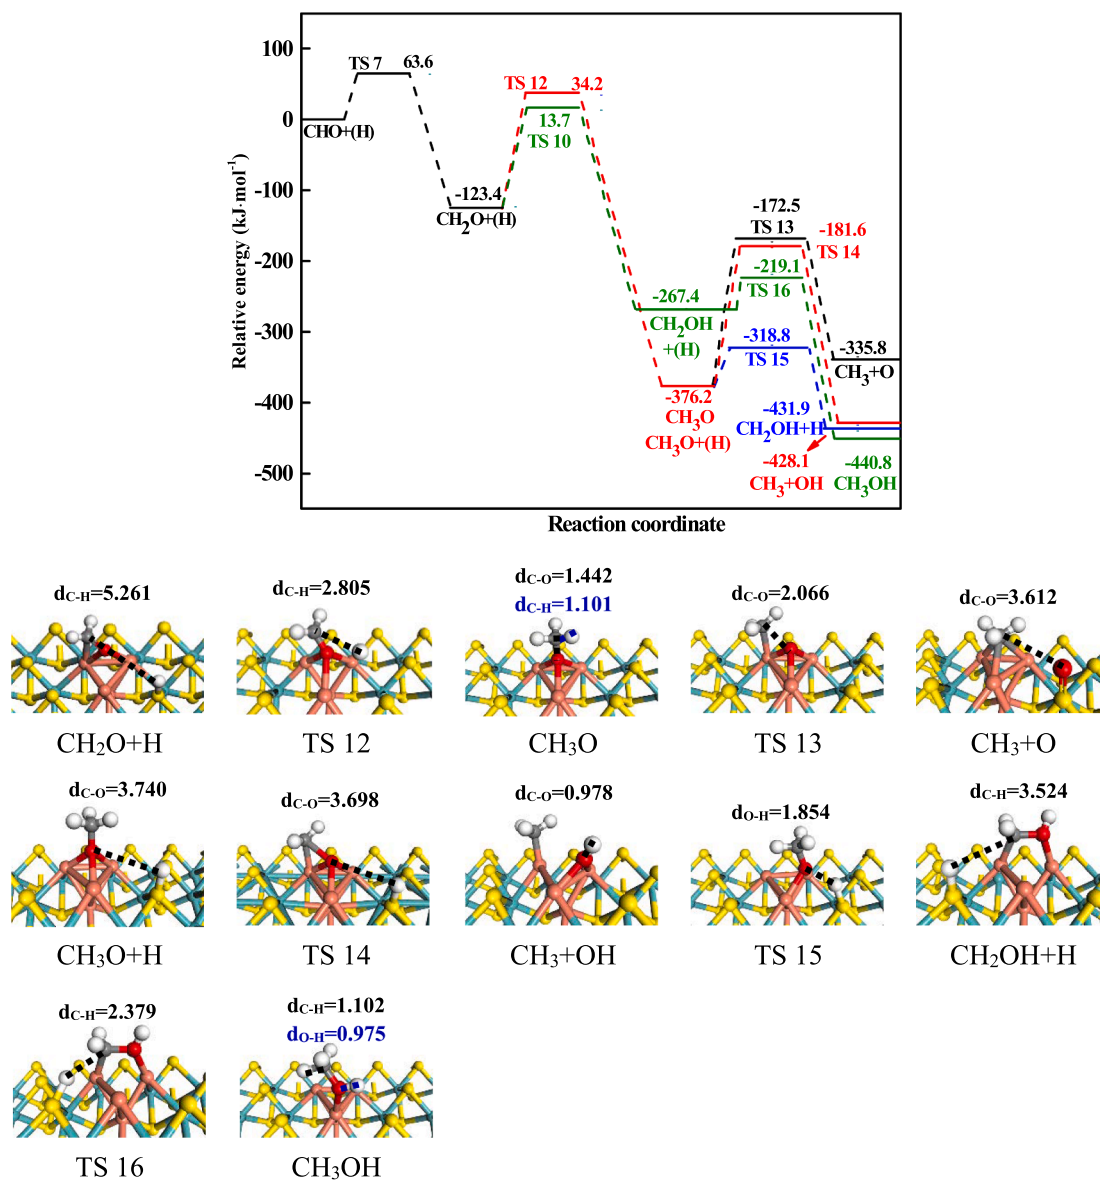 Relative energy (kJ·mol⁻¹)
100
0
-100
-200
-300
-400
-500
TS 7 63.6
CHO+(H)
-123.4
CH₂O+(H)
TS 12 34.2
13.7
TS 10
-267.4
CH₂OH
+(H)
-376.2
CH₃O
CH₃O+(H)
-172.5
TS 13
-181.6
TS 14
-219.1
TS 16
-318.8
TS 15
-335.8
CH₃+O
-431.9
CH₂OH+H
-428.1
CH₃+OH
-440.8
CH₃OH
Reaction coordinate
dC-H=5.261
CH₂O+H
dC-H=2.805
TS 12
dC-O=1.442
dC-H=1.101
CH₃O
dC-O=2.066
TS 13
dC-O=3.612
CH₃+O
dC-O=3.740
CH₃O+H
dC-O=3.698
TS 14
dC-O=0.978
CH₃+OH
dO-H=1.854
TS 15
dC-H=3.524
CH₂OH+H
dC-H=2.379
TS 16
dC-H=1.102
dO-H=0.975
CH₃OH